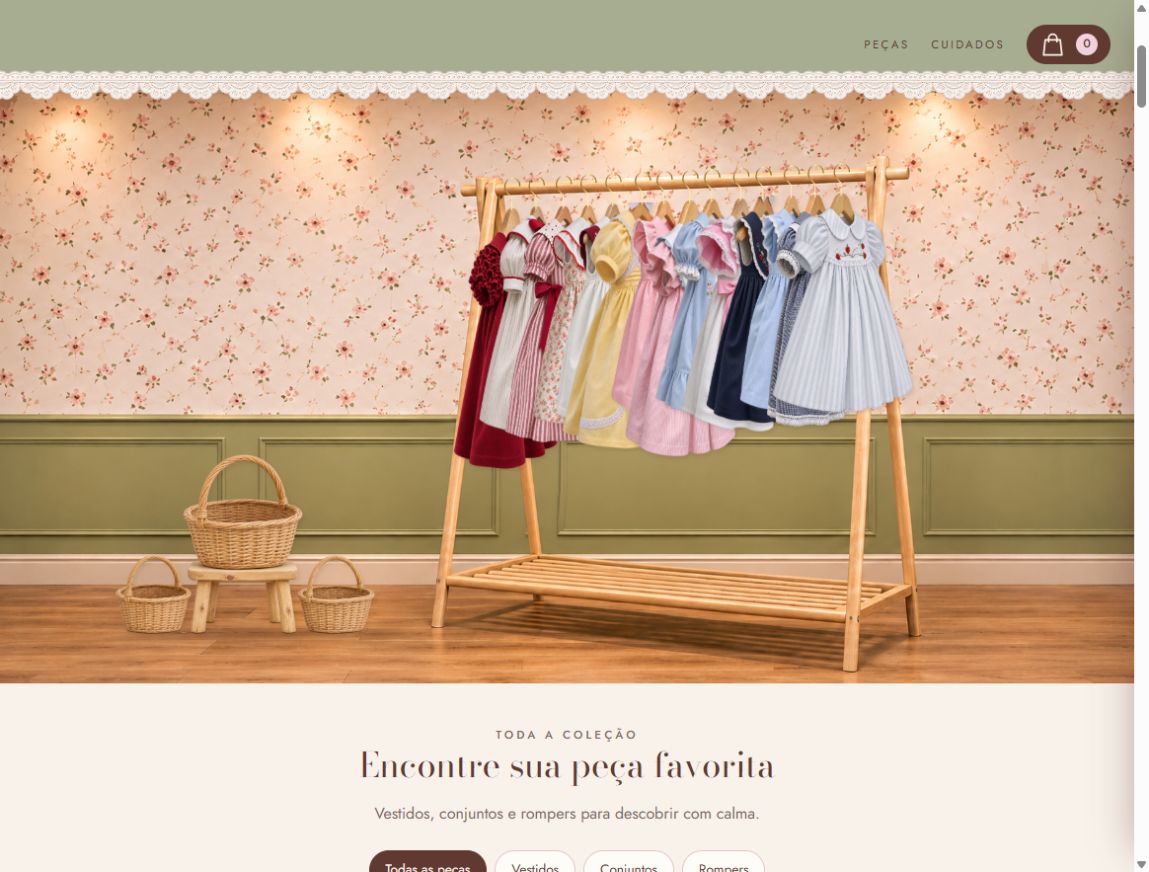 PEÇAS CUIDADOS 0
TODA A COLEÇÃO
Encontre sua peça favorita
Vestidos, conjuntos e rompers para descobrir com calma.
Todas as peças Vestidos Conjuntos Rompers